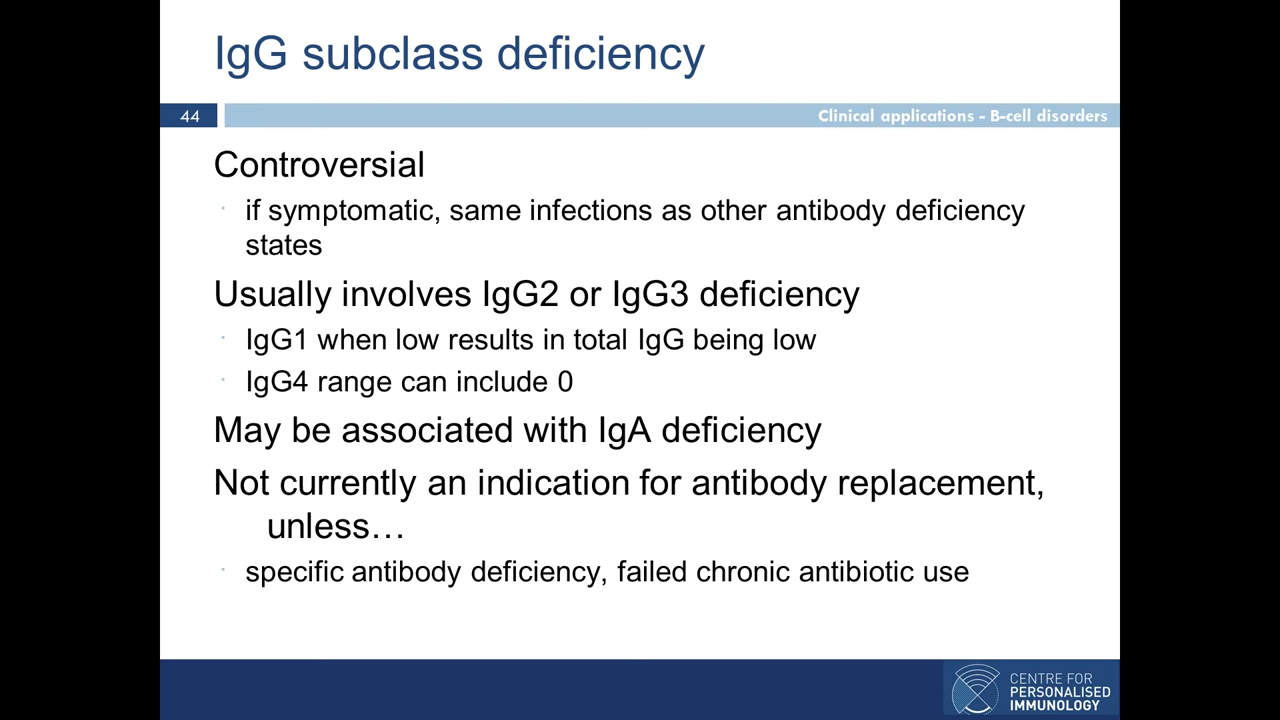 IgG subclass deficiency
44
Clinical applications - B-cell disorders
Controversial
if symptomatic, same infections as other antibody deficiency
states
Usually involves IgG2 or IgG3 deficiency
IgG1 when low results in total IgG being low
IgG4 range can include 0
May be associated with IgA deficiency
Not currently an indication for antibody replacement,
unless…
specific antibody deficiency, failed chronic antibiotic use
CENTRE FOR
PERSONALISED
IMMUNOLOGY